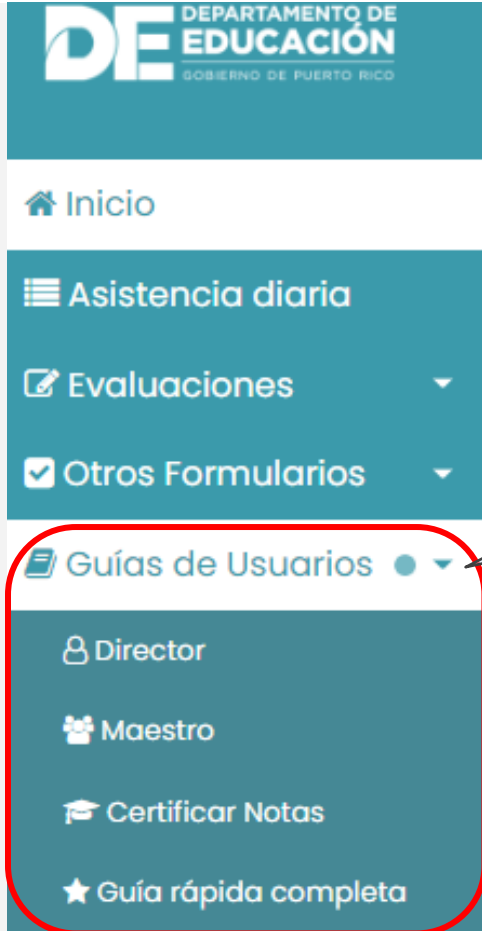 DEPARTAMENTO DE
DE EDUCACIÓN
GOBIERNO DE PUERTO RICO
Inicio
Asistencia diaria
Evaluaciones
Otros Formularios
Guías de Usuarios
Director
Maestro
Certificar Notas
Guía rápida completa